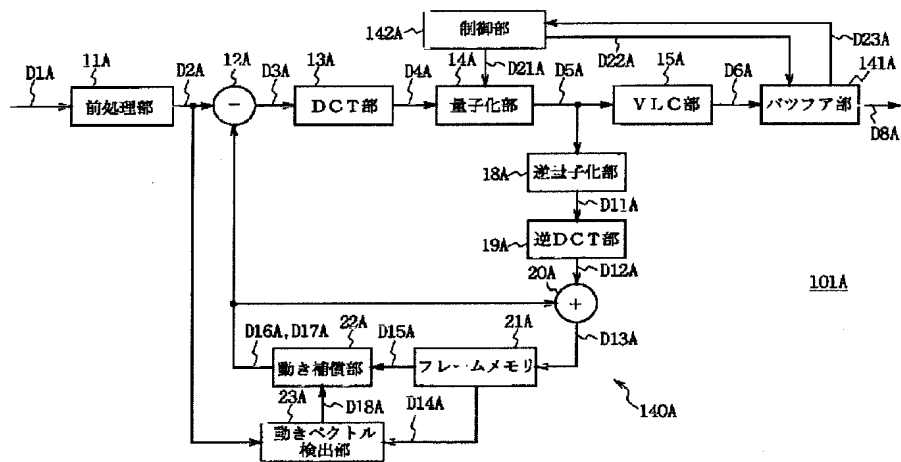 142A
制御部
D22A
D23A
D1A
11A
D2A
12A
D3A
13A
D4A
14A
D21A
D5A
15A
D6A
141A
前処理部
−
DCT部
量子化部
VLC部
バツフア部
D8A
18A
逆量子化部
D11A
19A
逆DCT部
20A
D12A
+
101A
D16A,D17A
22A
D15A
21A
D13A
動き補償部
フレームメモリ
23A
D18A
D14A
140A
動きベクトル
検出部